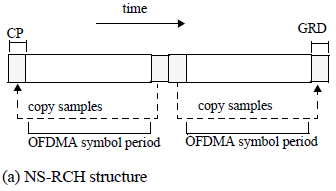 time
CP
GRD
copy samples
copy samples
OFDMA symbol period
OFDMA symbol period
(a) NS-RCH structure